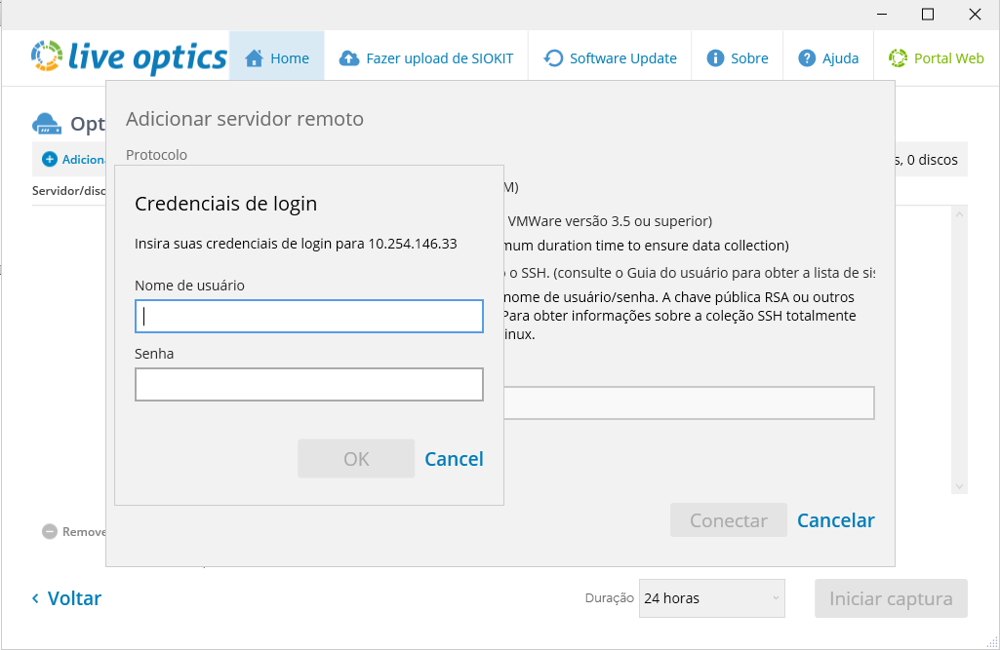 live optics
Home
Fazer upload de SIOKIT
Software Update
Sobre
Ajuda
Portal Web
Opt
Adicionar servidor remoto
Adicion
s, 0 discos
Protocolo
Servidor/disc
M)
Credenciais de login
VMWare versão 3.5 ou superior)
Insira suas credenciais de login para 10.254.146.33
mum duration time to ensure data collection)
o SSH. (consulte o Guia do usuário para obter a lista de sis
Nome de usuário
nome de usuário/senha. A chave pública RSA ou outros
Para obter informações sobre a coleção SSH totalmente
inux.
Senha
OK
Cancel
Conectar
Cancelar
Remove
Voltar
Duração
24 horas
Iniciar captura